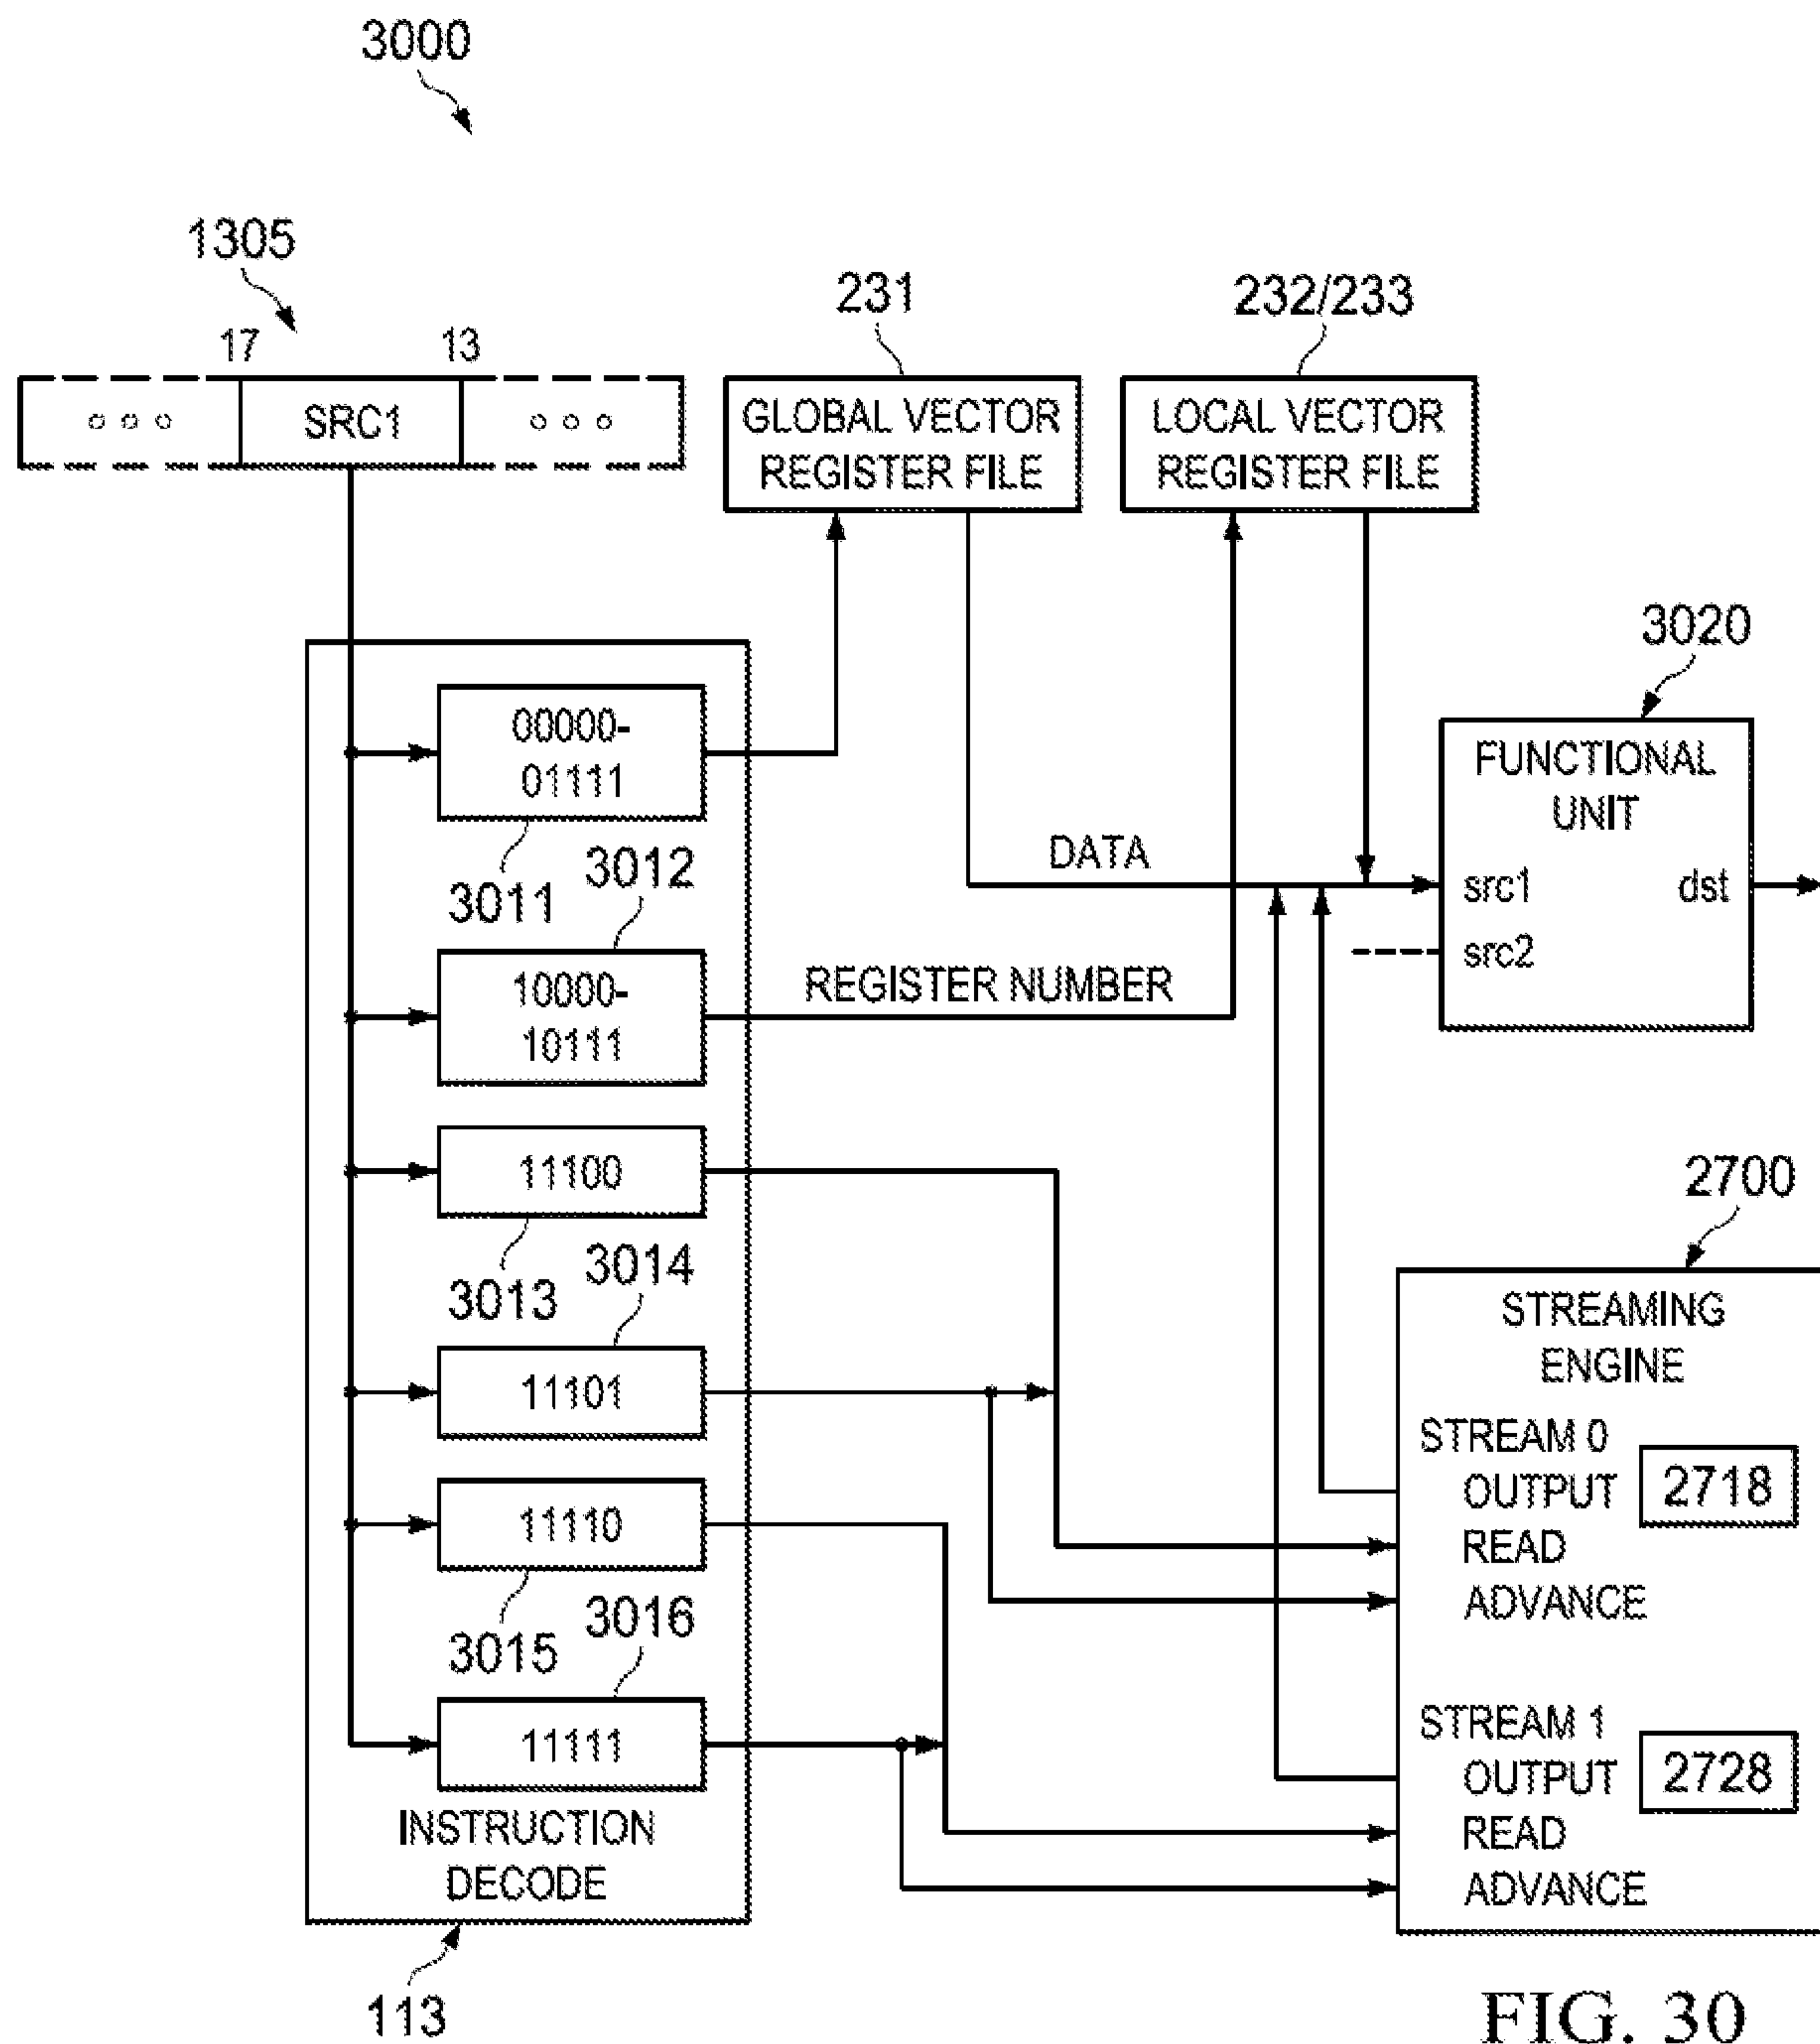 3000
1305
231
232/233
17
13
ооо
SRC1
ооо
GLOBAL VECTOR
REGISTER FILE
LOCAL VECTOR
REGISTER FILE
3020
00000-
01111
FUNCTIONAL
UNIT
3011
3012
DATA
src1
dst
src2
10000-
10111
REGISTER NUMBER
11100
2700
3013
3014
STREAMING
ENGINE
11101
STREAM 0
OUTPUT
2718
READ
ADVANCE
11110
3015
3016
STREAM 1
OUTPUT
2728
READ
ADVANCE
11111
INSTRUCTION
DECODE
113
FIG. 30